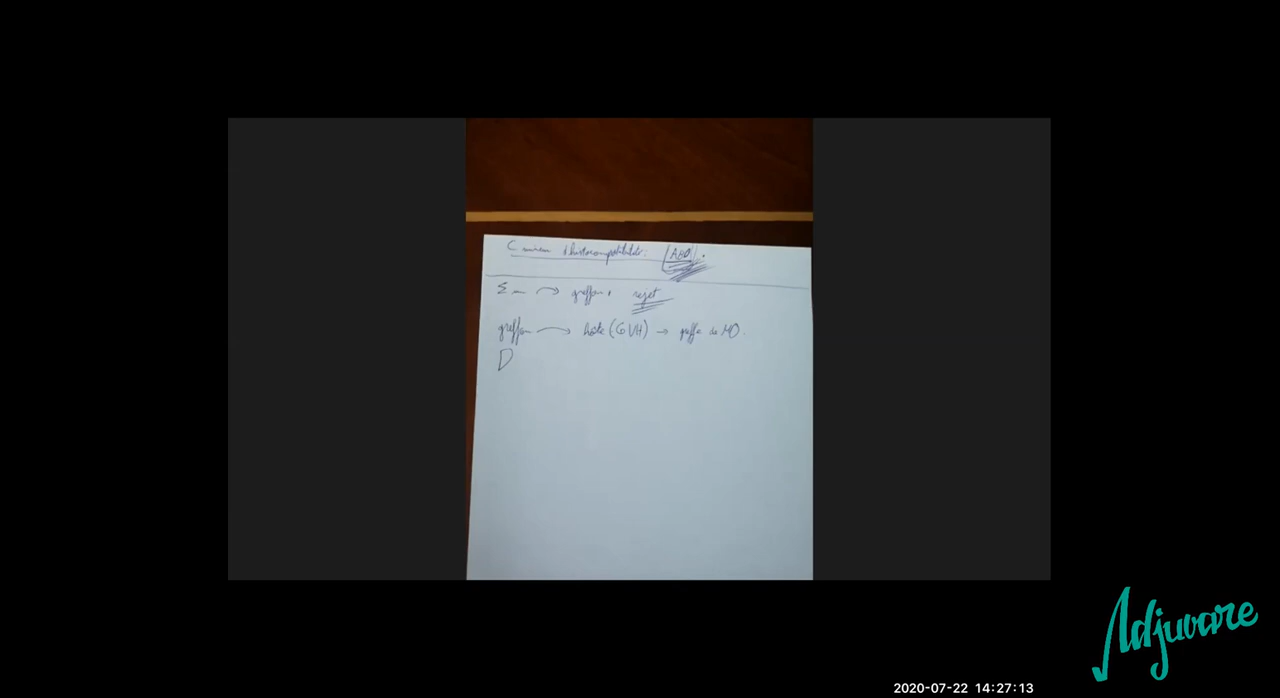 d'histocompatibilité. ABO.
Σ → greffon, rejet
greffon → hôte (GVH) → greffe de MO.
D
Adjuvare
2020-07-22 14:27:13